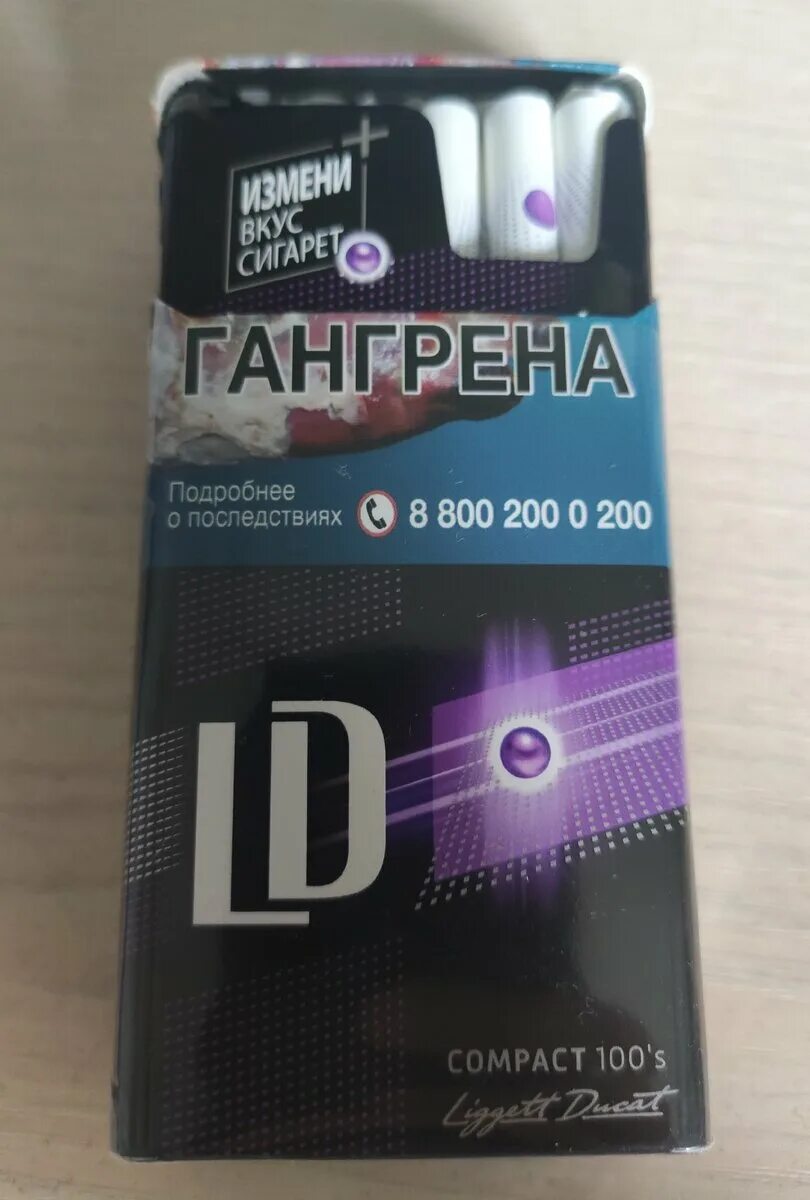 ИЗМЕНИ
ВКУС
СИГАРЕТ
ГАНГРЕНА
Подробнее
о последствиях 8 800 200 0 200
LD
COMPACT 100's
Liggett Ducat